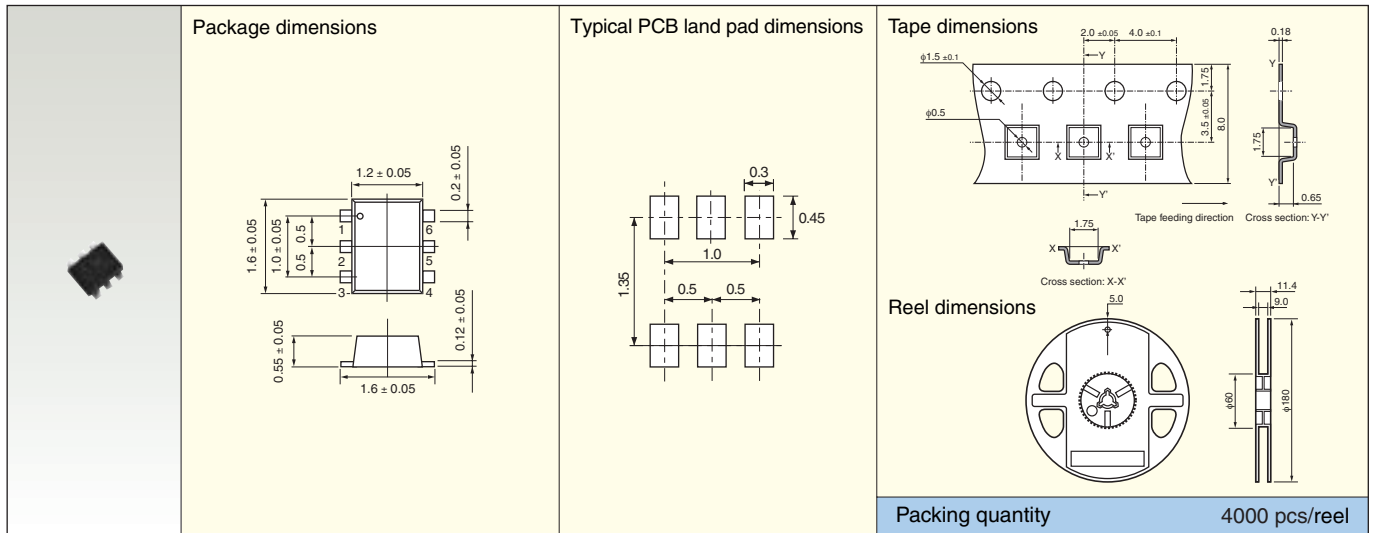 Package dimensions
1.2 ± 0.05
0.2 ± 0.05
1.6 ± 0.05
1.0 ± 0.05
0.5
0.5
1
2
3
6
5
4
0.55 ± 0.05
0.12 ± 0.05
1.6 ± 0.05
Typical PCB land pad dimensions
0.3
0.45
1.0
1.35
0.5
0.5
Tape dimensions
2.0 ±0.05
4.0 ±0.1
φ1.5 ±0.1
φ0.5
Y
X
X'
Y'
1.75
3.5 ±0.05
8.0
Tape feeding direction
0.18
Y
1.75
Y'
0.65
Cross section: Y-Y'
1.75
X
X'
Cross section: X-X'
Reel dimensions
5.0
11.4
9.0
φ60
φ180
Packing quantity 4000 pcs/reel